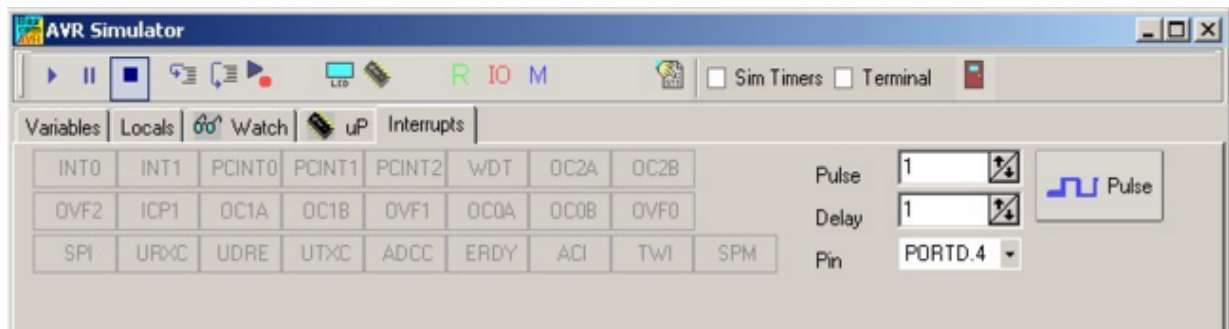 AVR Simulator
LCD R IO M Sim Timers Terminal
Variables Locals Watch uP Interrupts
INT0 INT1 PCINT0 PCINT1 PCINT2 WDT OC2A OC2B Pulse 1 Pulse
OVF2 ICP1 OC1A OC1B OVF1 OC0A OC0B OVF0 Delay 1
SPI URXC UDRE UTXC ADCC ERDY ACI TWI SPM Pin PORTD.4